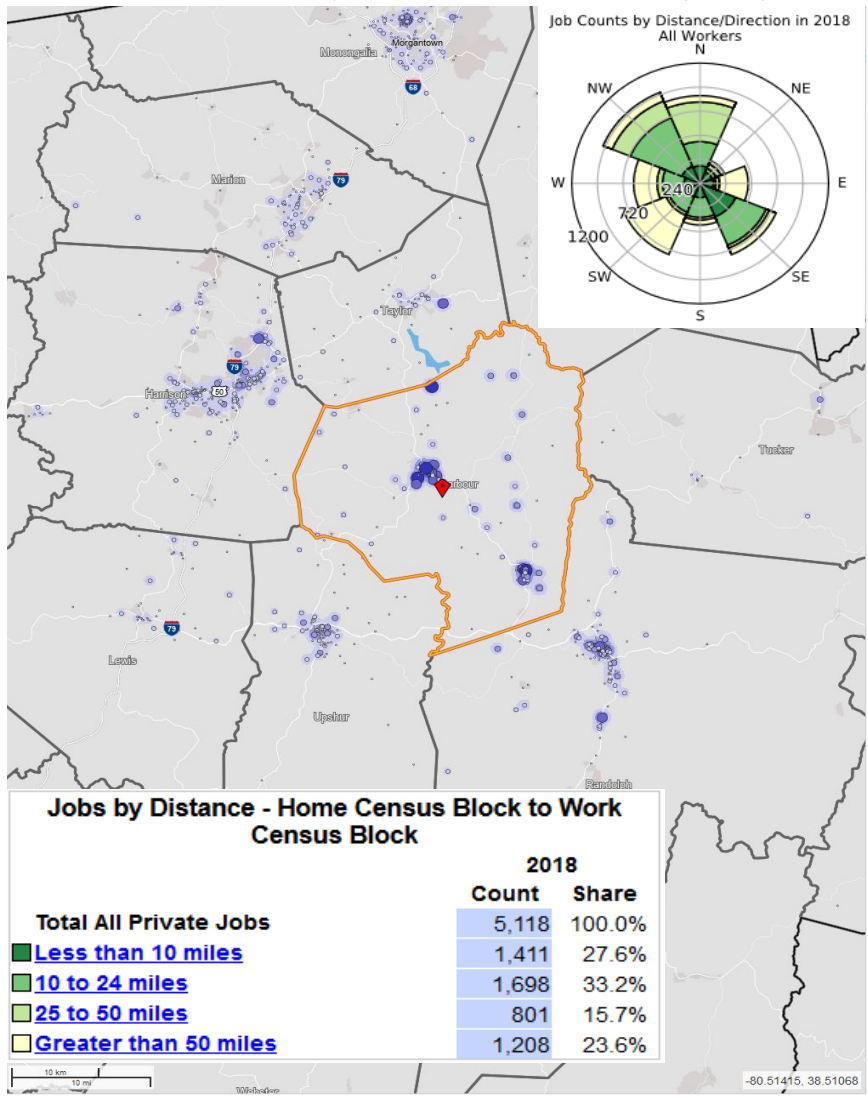 Job Counts by Distance/Direction in 2018
All Workers
N
NW
NE
W
E
240
720
1200
SW
SE
S
Monongalia
Morgantown
68
Marion
79
Taylor
79
50
Harrison
Tucker
arbour
79
Lewis
Upshur
Randolph
Jobs by Distance - Home Census Block to Work
Census Block
2018
Count Share
Total All Private Jobs 5,118 100.0%
Less than 10 miles 1,411 27.6%
10 to 24 miles 1,698 33.2%
25 to 50 miles 801 15.7%
Greater than 50 miles 1,208 23.6%
10 km
10 mi
Webster
-80.51415, 38.51068